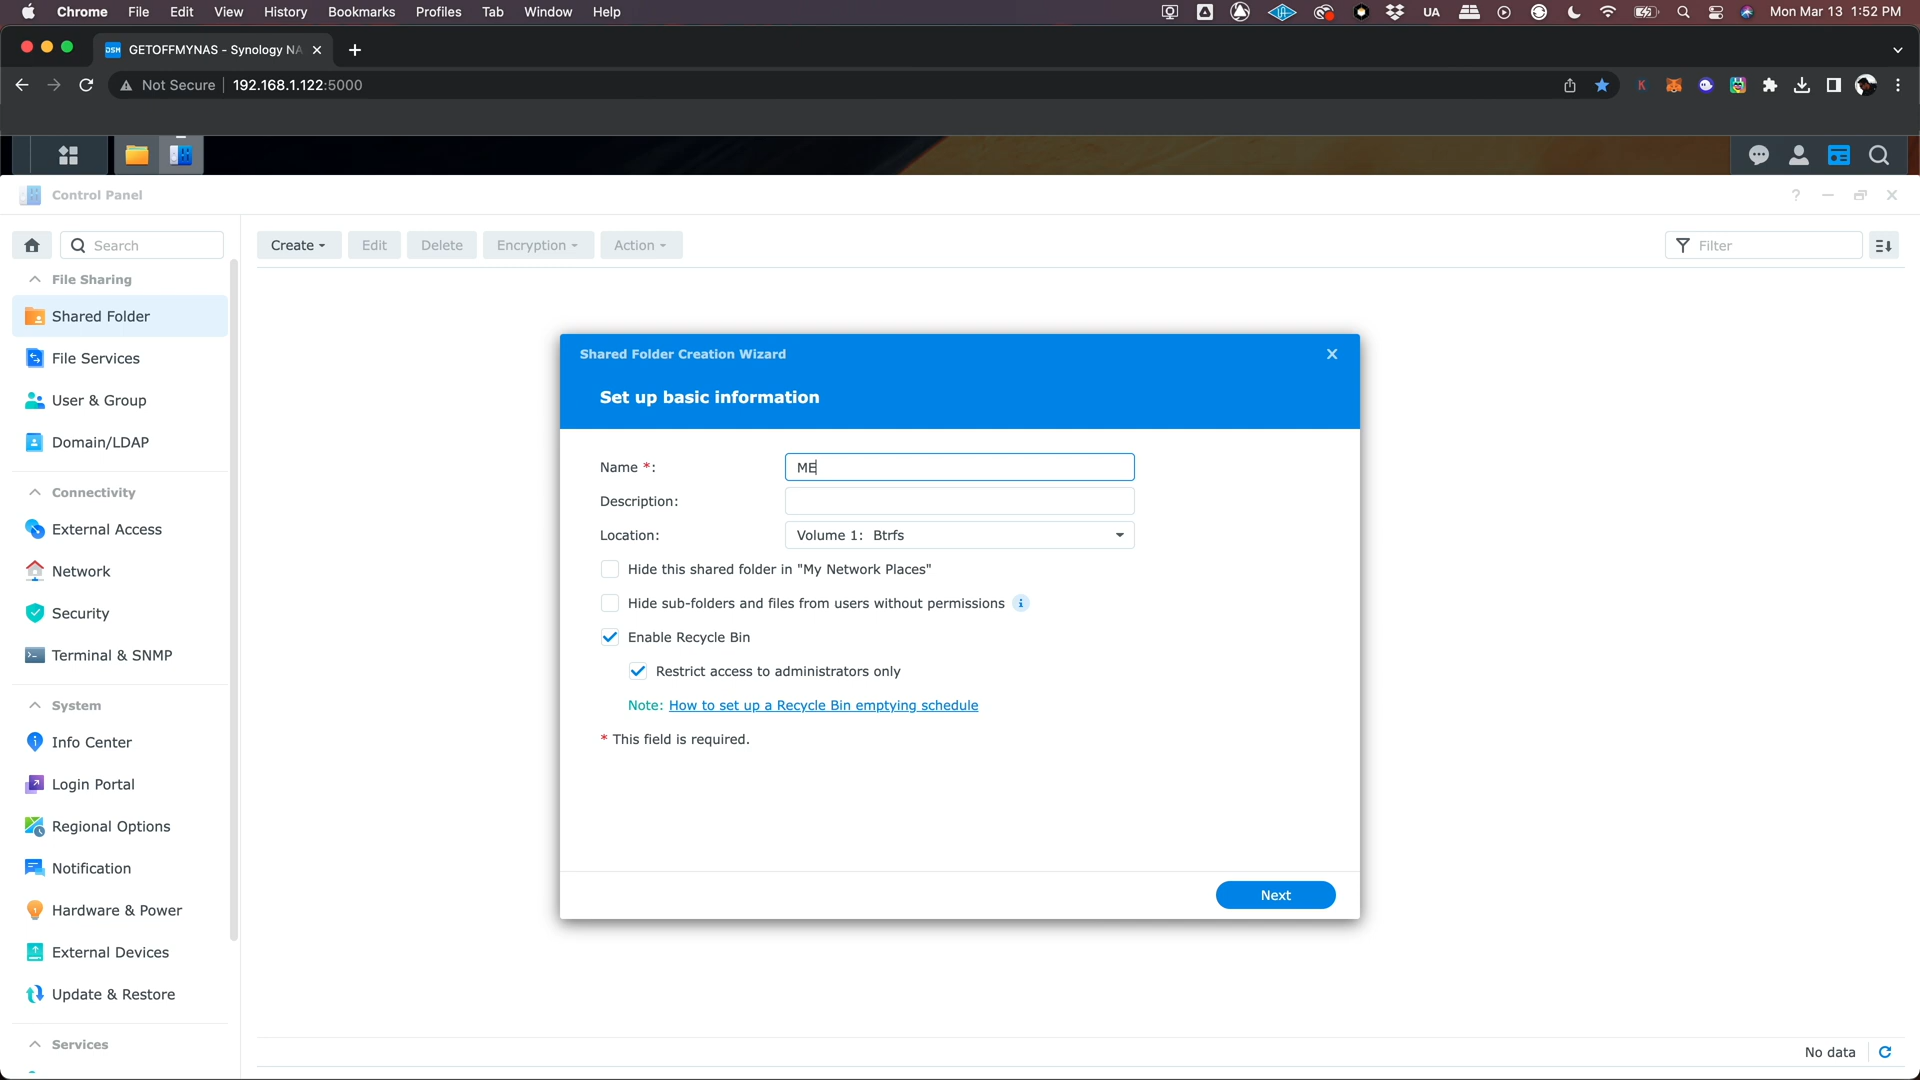 Chrome File Edit View History Bookmarks Profiles Tab Window Help UA Mon Mar 13 1:52 PM
DSM GETOFFMYNAS - Synology NA
Not Secure 192.168.1.122:5000
K
Control Panel
Search
Create Edit Delete Encryption Action
Filter
File Sharing
Shared Folder
File Services
User & Group
Domain/LDAP
Connectivity
External Access
Network
Security
Terminal & SNMP
System
Info Center
Login Portal
Regional Options
Notification
Hardware & Power
External Devices
Update & Restore
Services
Shared Folder Creation Wizard
Set up basic information
Name *: ME
Description:
Location: Volume 1: Btrfs
Hide this shared folder in "My Network Places"
Hide sub-folders and files from users without permissions
Enable Recycle Bin
Restrict access to administrators only
Note: How to set up a Recycle Bin emptying schedule
* This field is required.
Next
No data